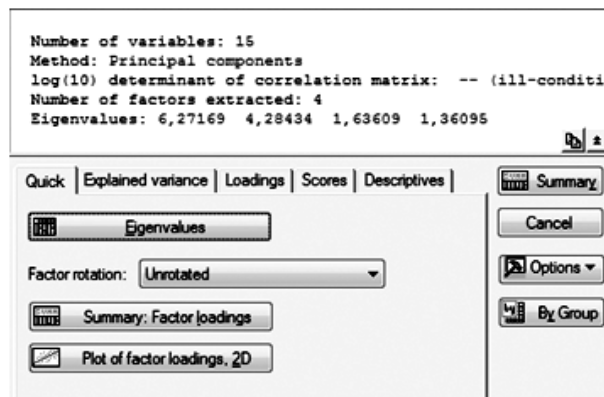 Number of variables: 15
Method: Principal components
log(10) determinant of correlation matrix: -- (ill-conditi
Number of factors extracted: 4
Eigenvalues: 6,27169 4,28434 1,63609 1,36095
Quick Explained variance Loadings Scores Descriptives
Summary
Eigenvalues
Cancel
Factor rotation: Unrotated
Options
Summary: Factor loadings
By Group
Plot of factor loadings, 2D